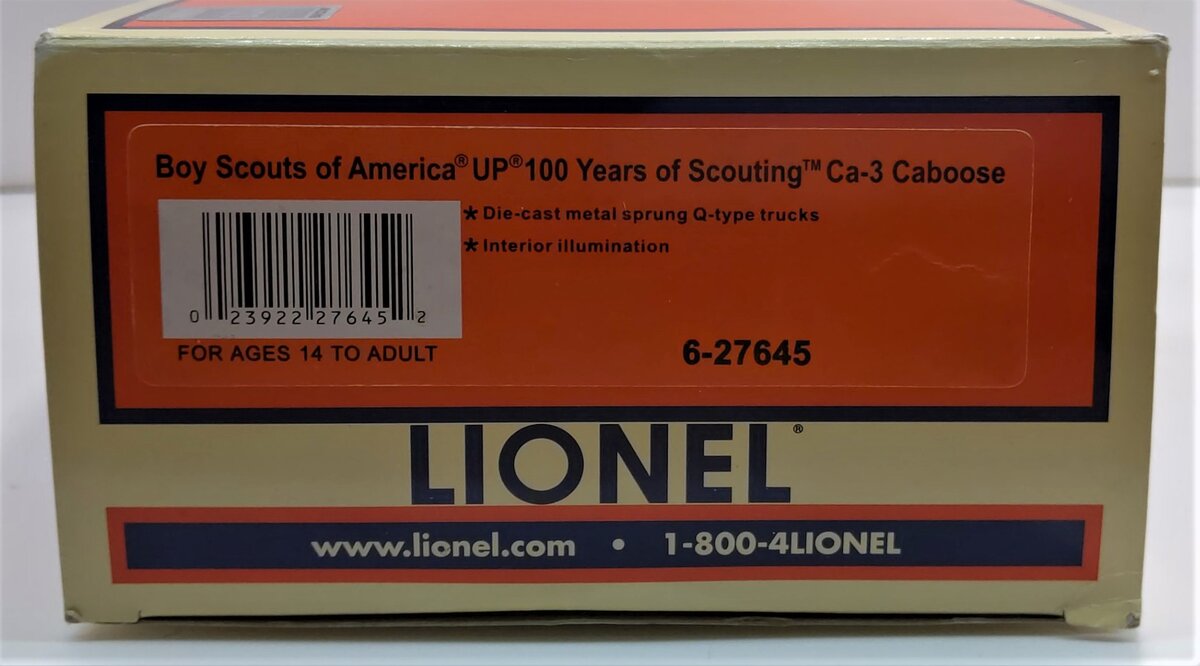 Boy Scouts of America® UP® 100 Years of Scouting™ Ca-3 Caboose
* Die-cast metal sprung Q-type trucks
* Interior illumination
0 23922 27645 2
FOR AGES 14 TO ADULT
6-27645
LIONEL®
www.lionel.com • 1-800-4LIONEL